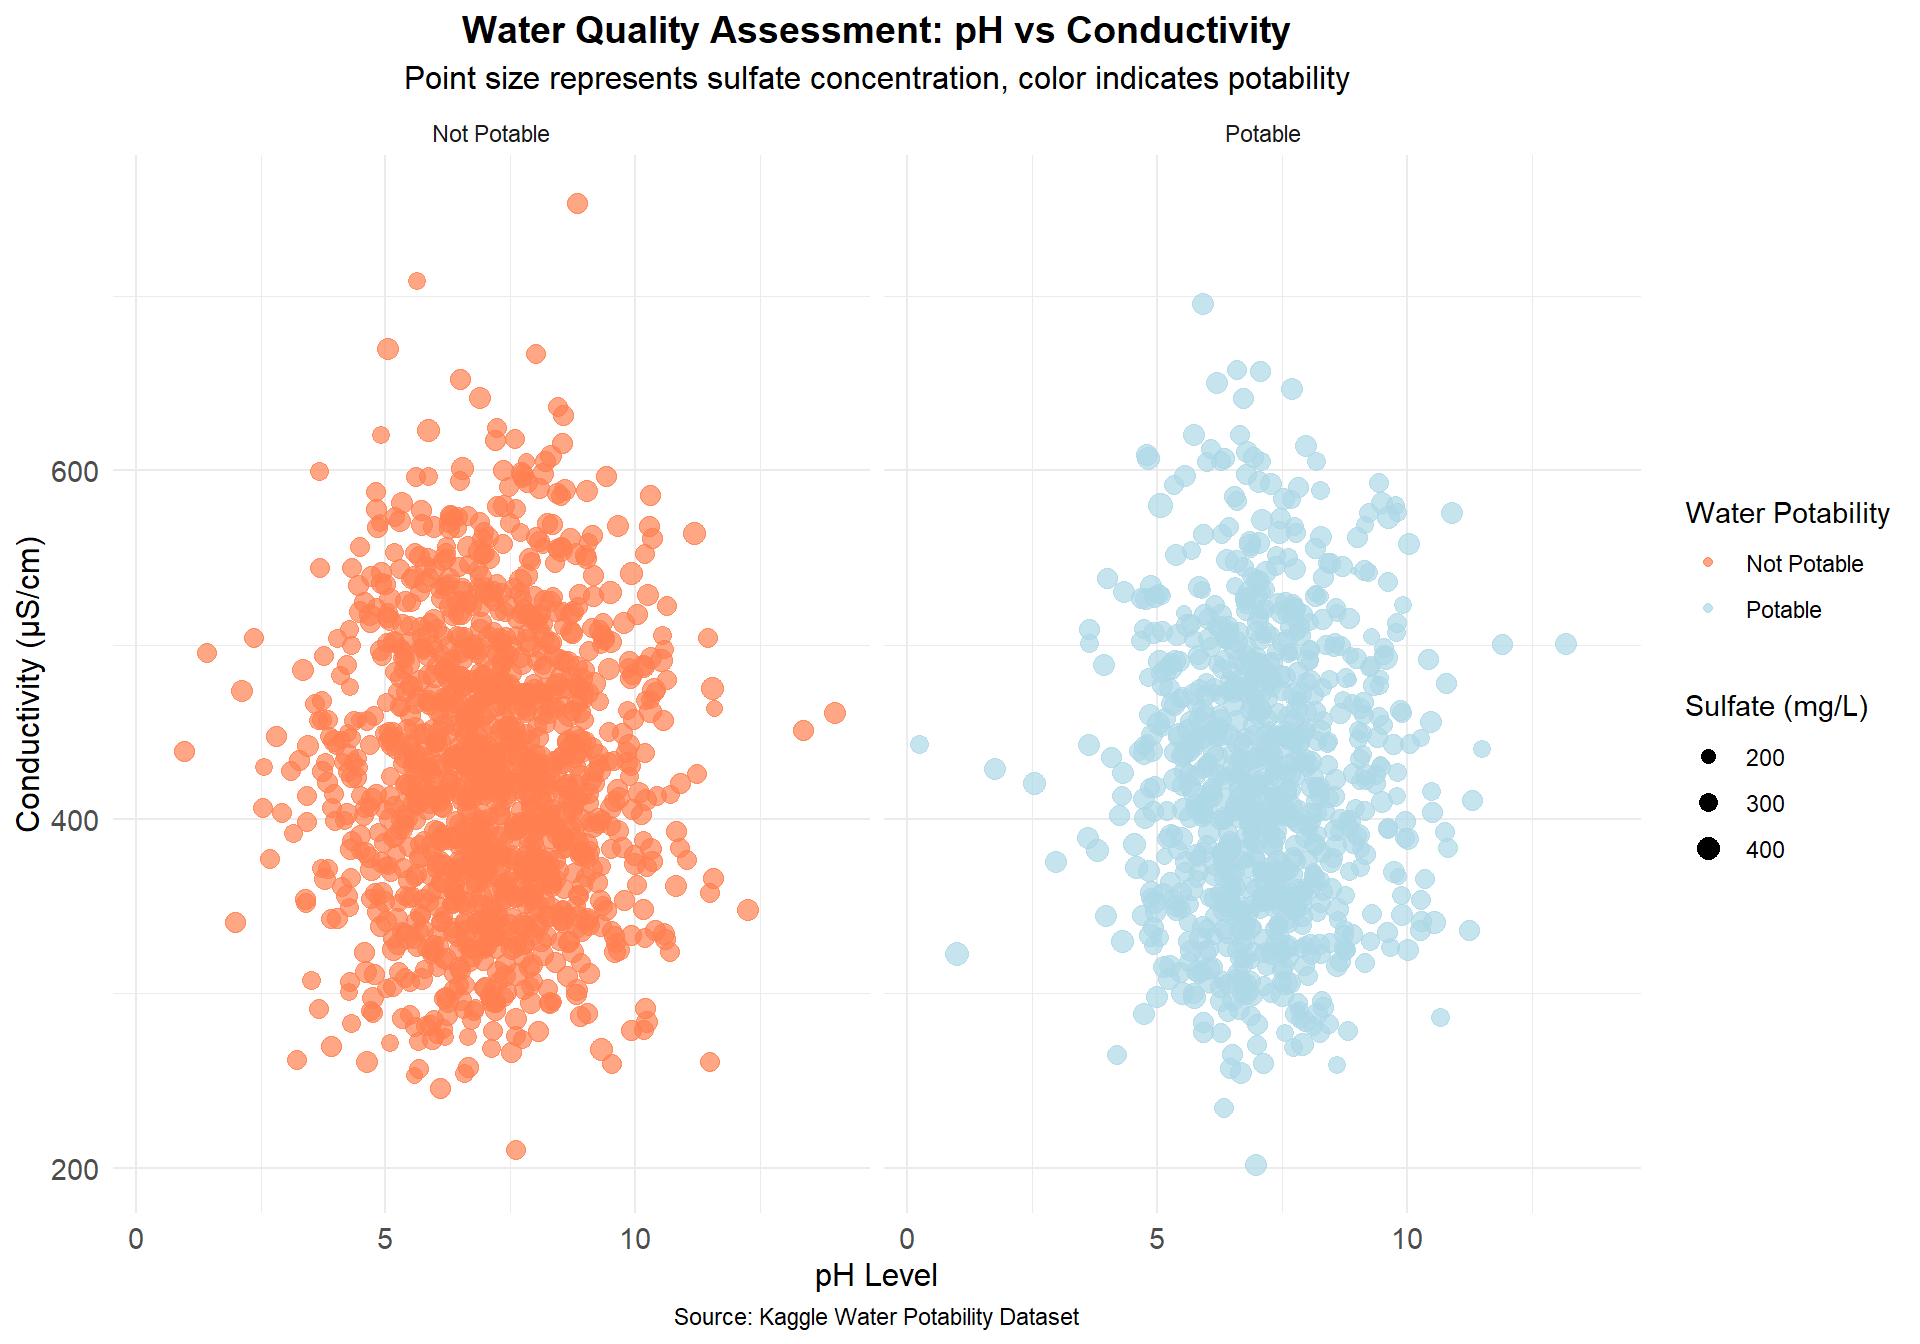 Water Quality Assessment: pH vs Conductivity
Point size represents sulfate concentration, color indicates potability
Not Potable
Potable
Conductivity (μS/cm)
600
400
200
0
5
10
0
5
10
pH Level
Source: Kaggle Water Potability Dataset
Water Potability
Not Potable
Potable
Sulfate (mg/L)
200
300
400